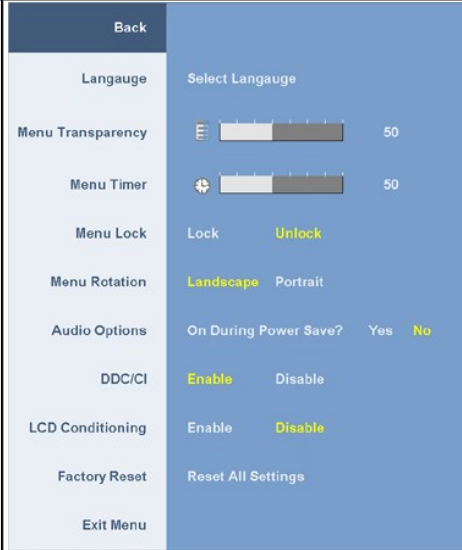 Back
Langauge Select Langauge
Menu Transparency 50
Menu Timer 50
Menu Lock Lock Unlock
Menu Rotation Landscape Portrait
Audio Options On During Power Save? Yes No
DDC/CI Enable Disable
LCD Conditioning Enable Disable
Factory Reset Reset All Settings
Exit Menu